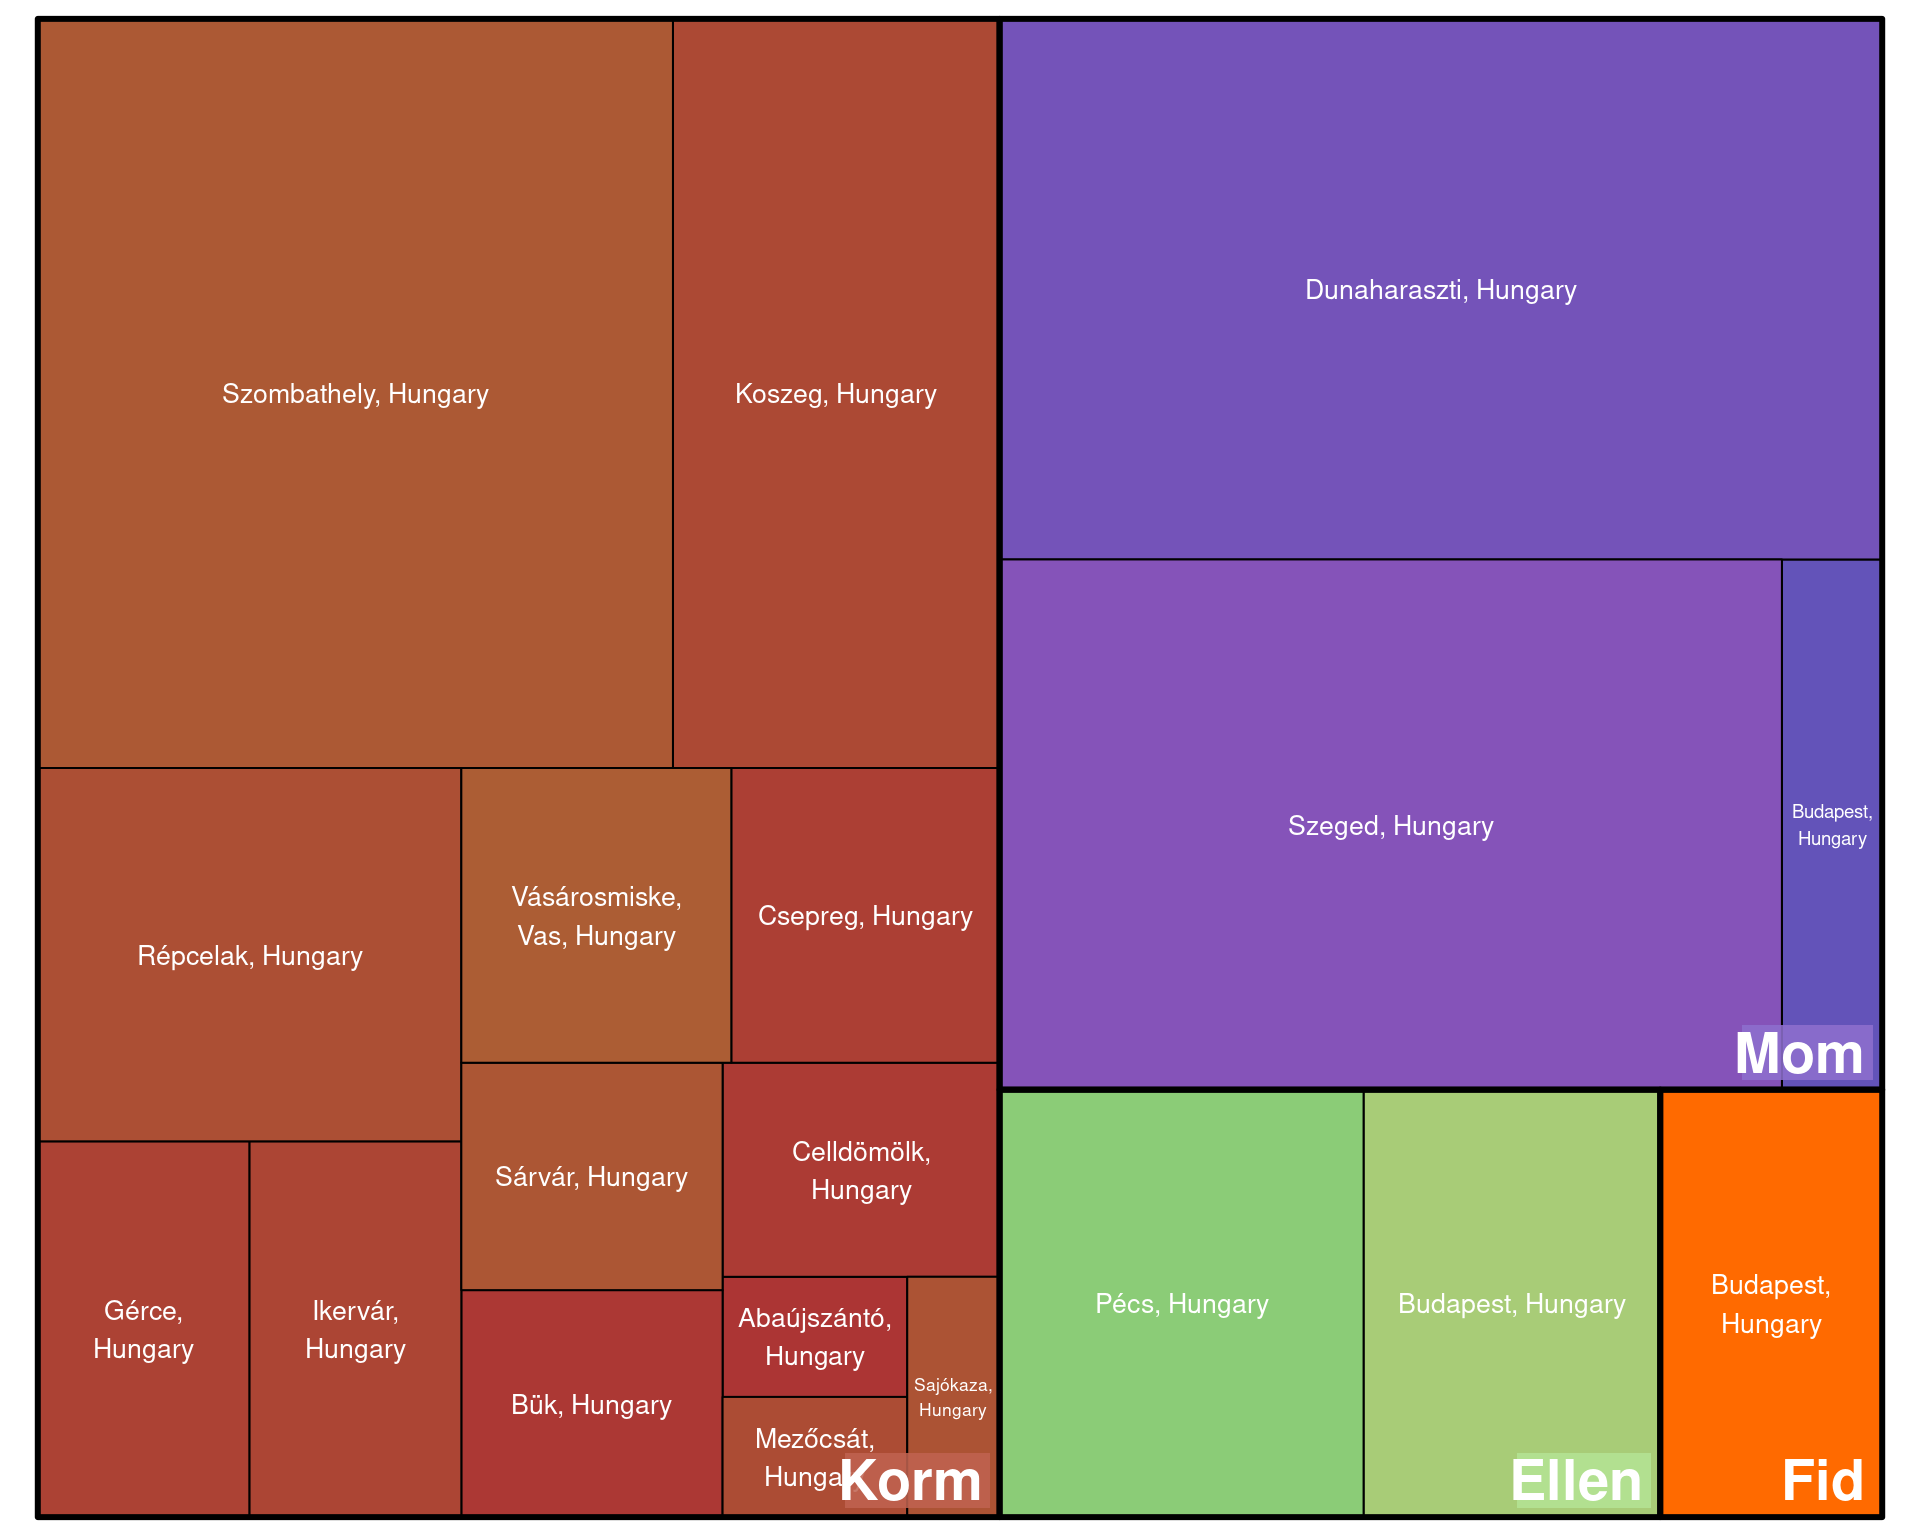 Szombathely, Hungary
Koszeg, Hungary
Dunaharaszti, Hungary
Szeged, Hungary
Budapest,
Hungary
Mom
Répcelak, Hungary
Vásárosmiske,
Vas, Hungary
Csepreg, Hungary
Gérce,
Hungary
Ikervár,
Hungary
Sárvár, Hungary
Celldömölk,
Hungary
Bük, Hungary
Abaújszántó,
Hungary
Sajókaza,
Hungary
Mezőcsát,
Korm
Pécs, Hungary
Budapest, Hungary
Ellen
Budapest,
Hungary
Fid